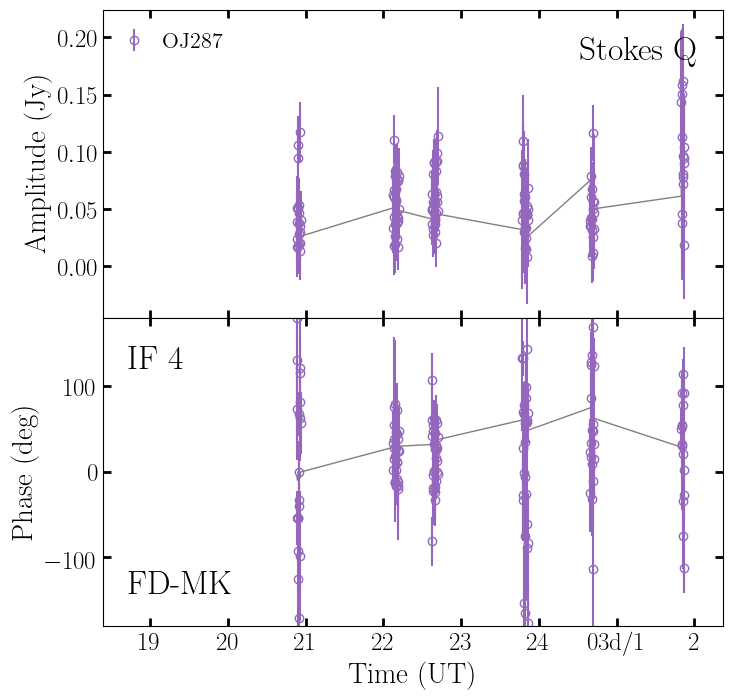 OJ287
Stokes Q
0.20
0.15
0.10
0.05
0.00
Amplitude (Jy)
IF 4
100
0
−100
Phase (deg)
FD-MK
19 20 21 22 23 24 03d/1 2
Time (UT)